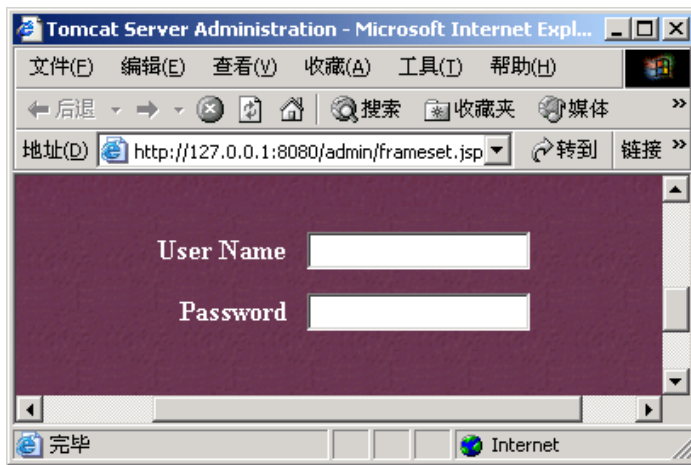 Tomcat Server Administration - Microsoft Internet Expl...
文件(F) 编辑(E) 查看(V) 收藏(A) 工具(T) 帮助(H)
后退 搜索 收藏夹 媒体 »
地址(D) http://127.0.0.1:8080/admin/frameset.jsp 转到 链接 »
User Name
Password
完毕 Internet